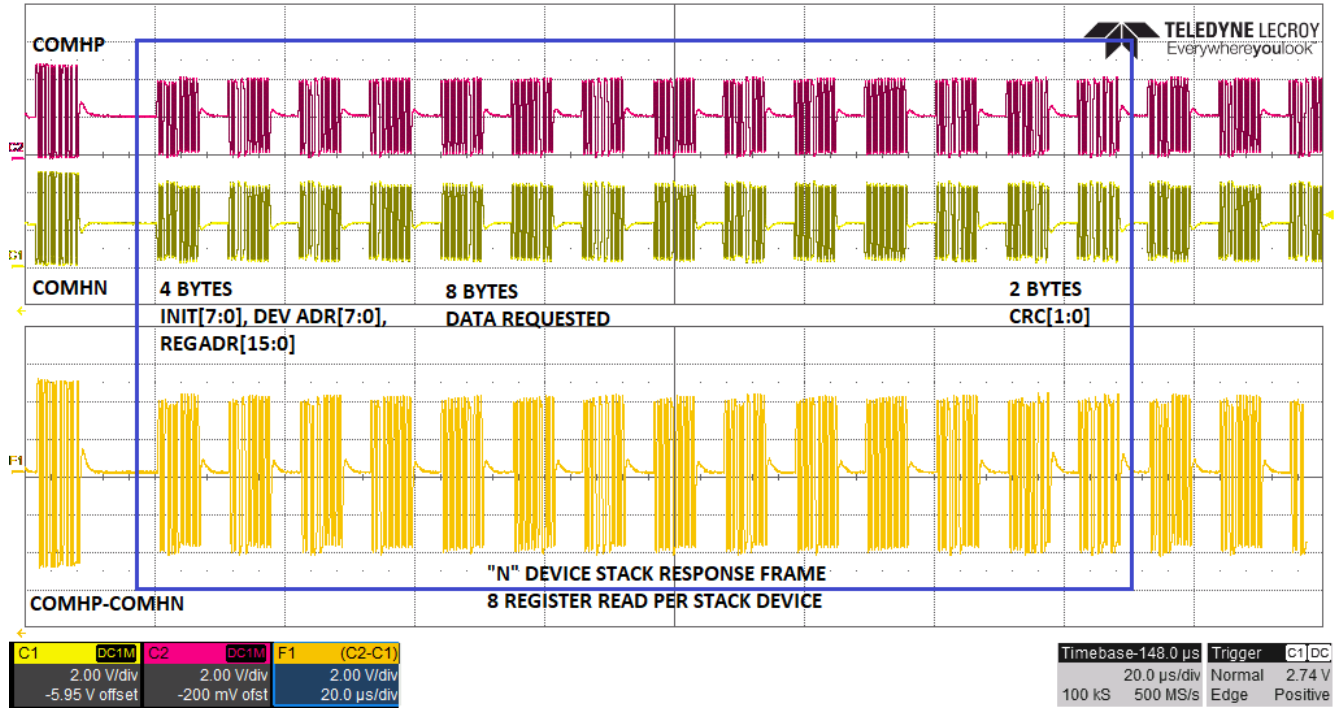 COMHP
TELEDYNE LECROY
Everywhereyoulook
C2
C1
COMHN
4 BYTES
INIT[7:0], DEV ADR[7:0],
REGADR[15:0]
8 BYTES
DATA REQUESTED
2 BYTES
CRC[1:0]
F1
"N" DEVICE STACK RESPONSE FRAME
8 REGISTER READ PER STACK DEVICE
COMHP-COMHN
C1 DC1M
2.00 V/div
-5.95 V offset
C2 DC1M
2.00 V/div
-200 mV ofst
F1 (C2-C1)
2.00 V/div
20.0 µs/div
Timebase -148.0 µs
20.0 µs/div
100 kS 500 MS/s
Trigger C1 DC
Normal 2.74 V
Edge Positive